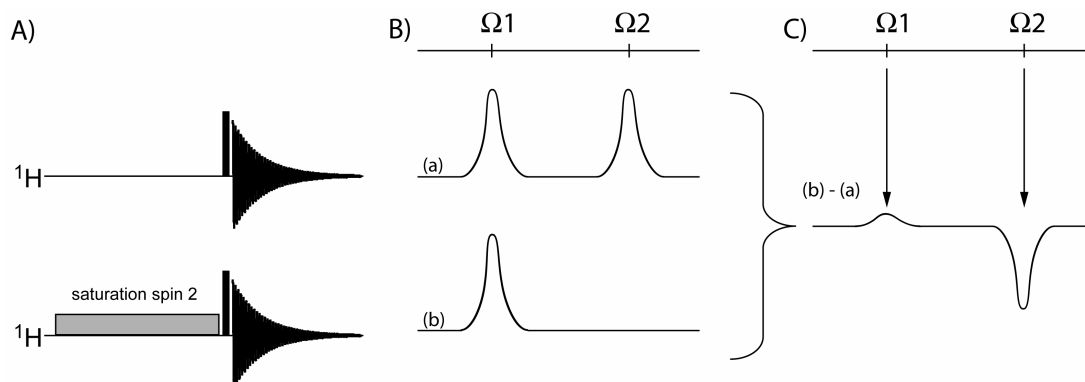 A)
¹H
saturation spin 2
¹H
B)
Ω1 Ω2
(a)
(b)
C)
Ω1 Ω2
(b) - (a)